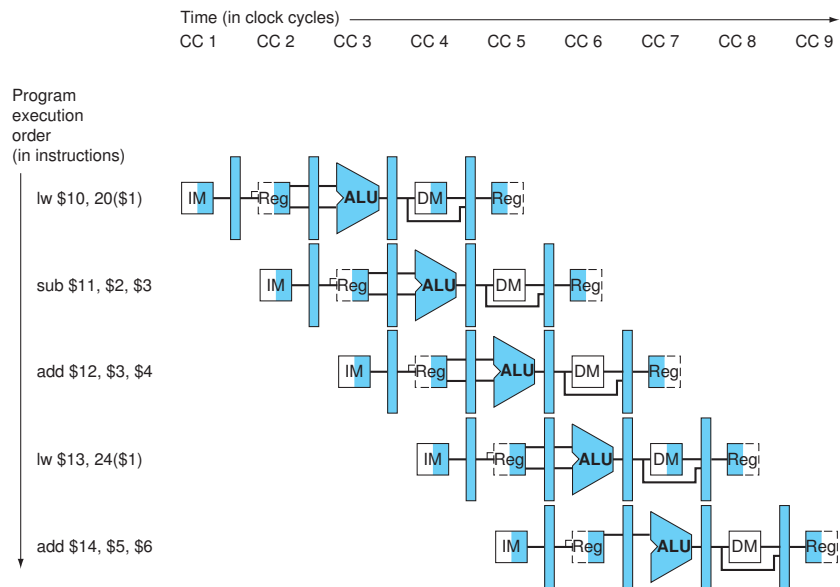 Time (in clock cycles)
CC 1 CC 2 CC 3 CC 4 CC 5 CC 6 CC 7 CC 8 CC 9
Program
execution
order
(in instructions)
lw $10, 20($1) IM Reg ALU DM Reg
sub $11, $2, $3 IM Reg ALU DM Reg
add $12, $3, $4 IM Reg ALU DM Reg
lw $13, 24($1) IM Reg ALU DM Reg
add $14, $5, $6 IM Reg ALU DM Reg